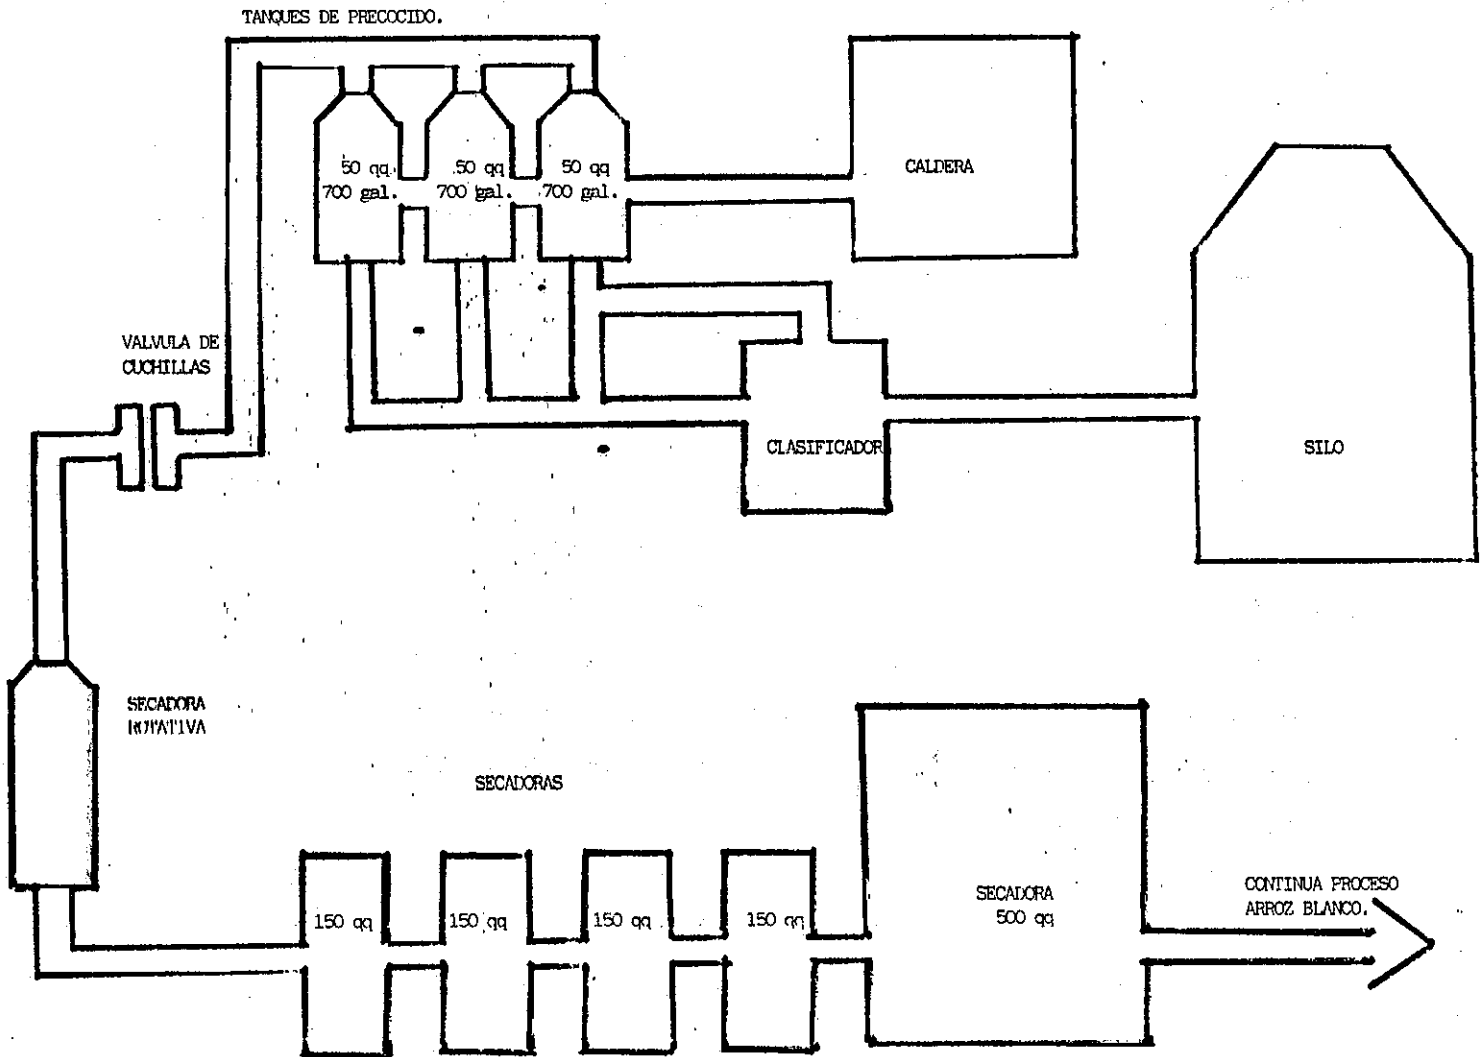 TANQUES DE PRECOCIDO.
50 qq.
700 gal.
50 qq
700 gal.
50 qq
700 gal.
CALDERA
VALVULA DE
CUCHILLAS
CLASIFICADOR
SILO
SECADORA
ROTATIVA
SECADORAS
150 qq
150 qq
150 qq
150 qq
SECADORA
500 qq
CONTINUA PROCESO
ARROZ BLANCO.